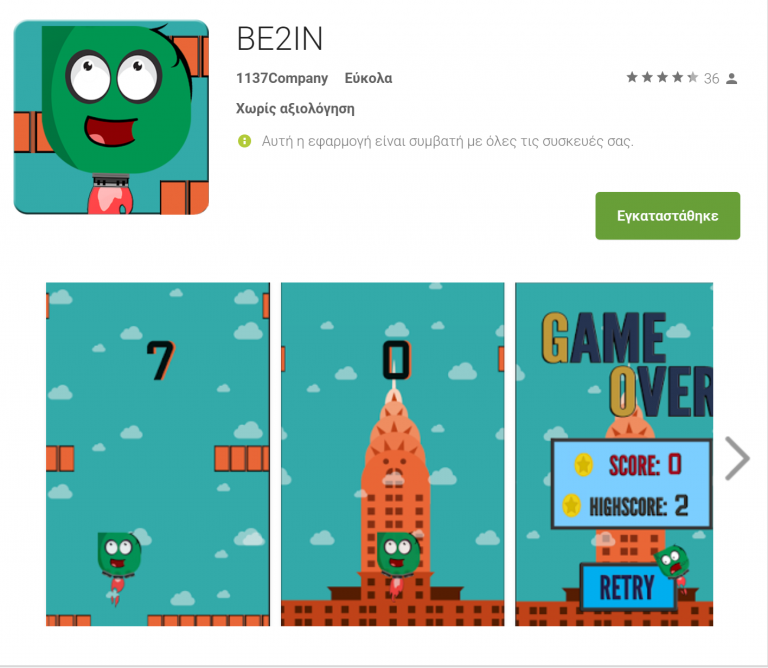 BE2IN
1137Company Εύκολα
36
Χωρίς αξιολόγηση
Αυτή η εφαρμογή είναι συμβατή με όλες τις συσκευές σας.
Εγκαταστάθηκε
7
0
GAME
OVER
SCORE: 0
HIGHSCORE: 2
RETRY